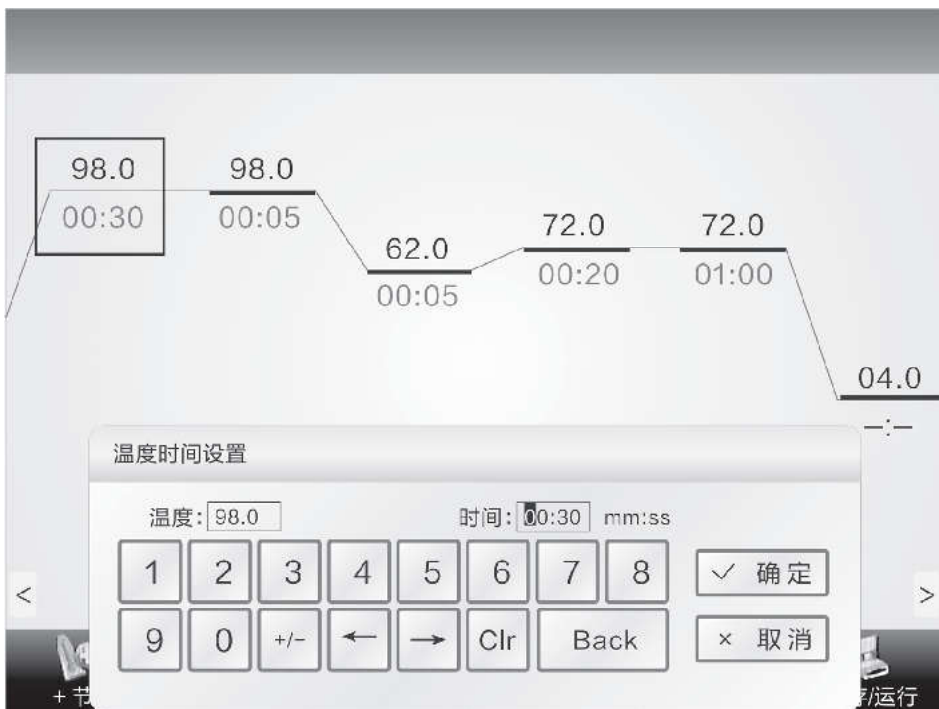 98.0 98.0
00:30 00:05
62.0 72.0 72.0
00:05 00:20 01:00
04.0
--:--
温度时间设置
温度: 98.0 时间: 00:30 mm:ss
1 2 3 4 5 6 7 8 ✓ 确定
< >
9 0 +/- ← → Clr Back × 取消
+ 节 存/运行